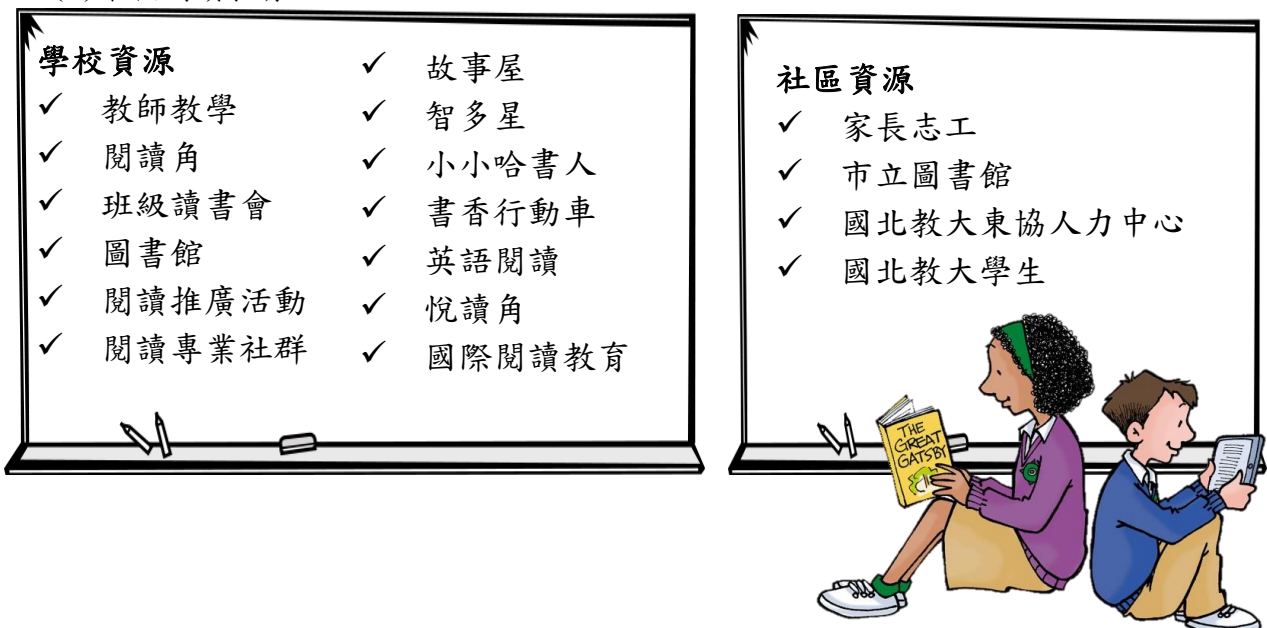 學校資源
✓ 教師教學
✓ 閱讀角
✓ 班級讀書會
✓ 圖書館
✓ 閱讀推廣活動
✓ 閱讀專業社群
✓ 故事屋
✓ 智多星
✓ 小小哈書人
✓ 書香行動車
✓ 英語閱讀
✓ 悅讀角
✓ 國際閱讀教育
社區資源
✓ 家長志工
✓ 市立圖書館
✓ 國北教大東協人力中心
✓ 國北教大學生
THE
GREAT
GATSBY